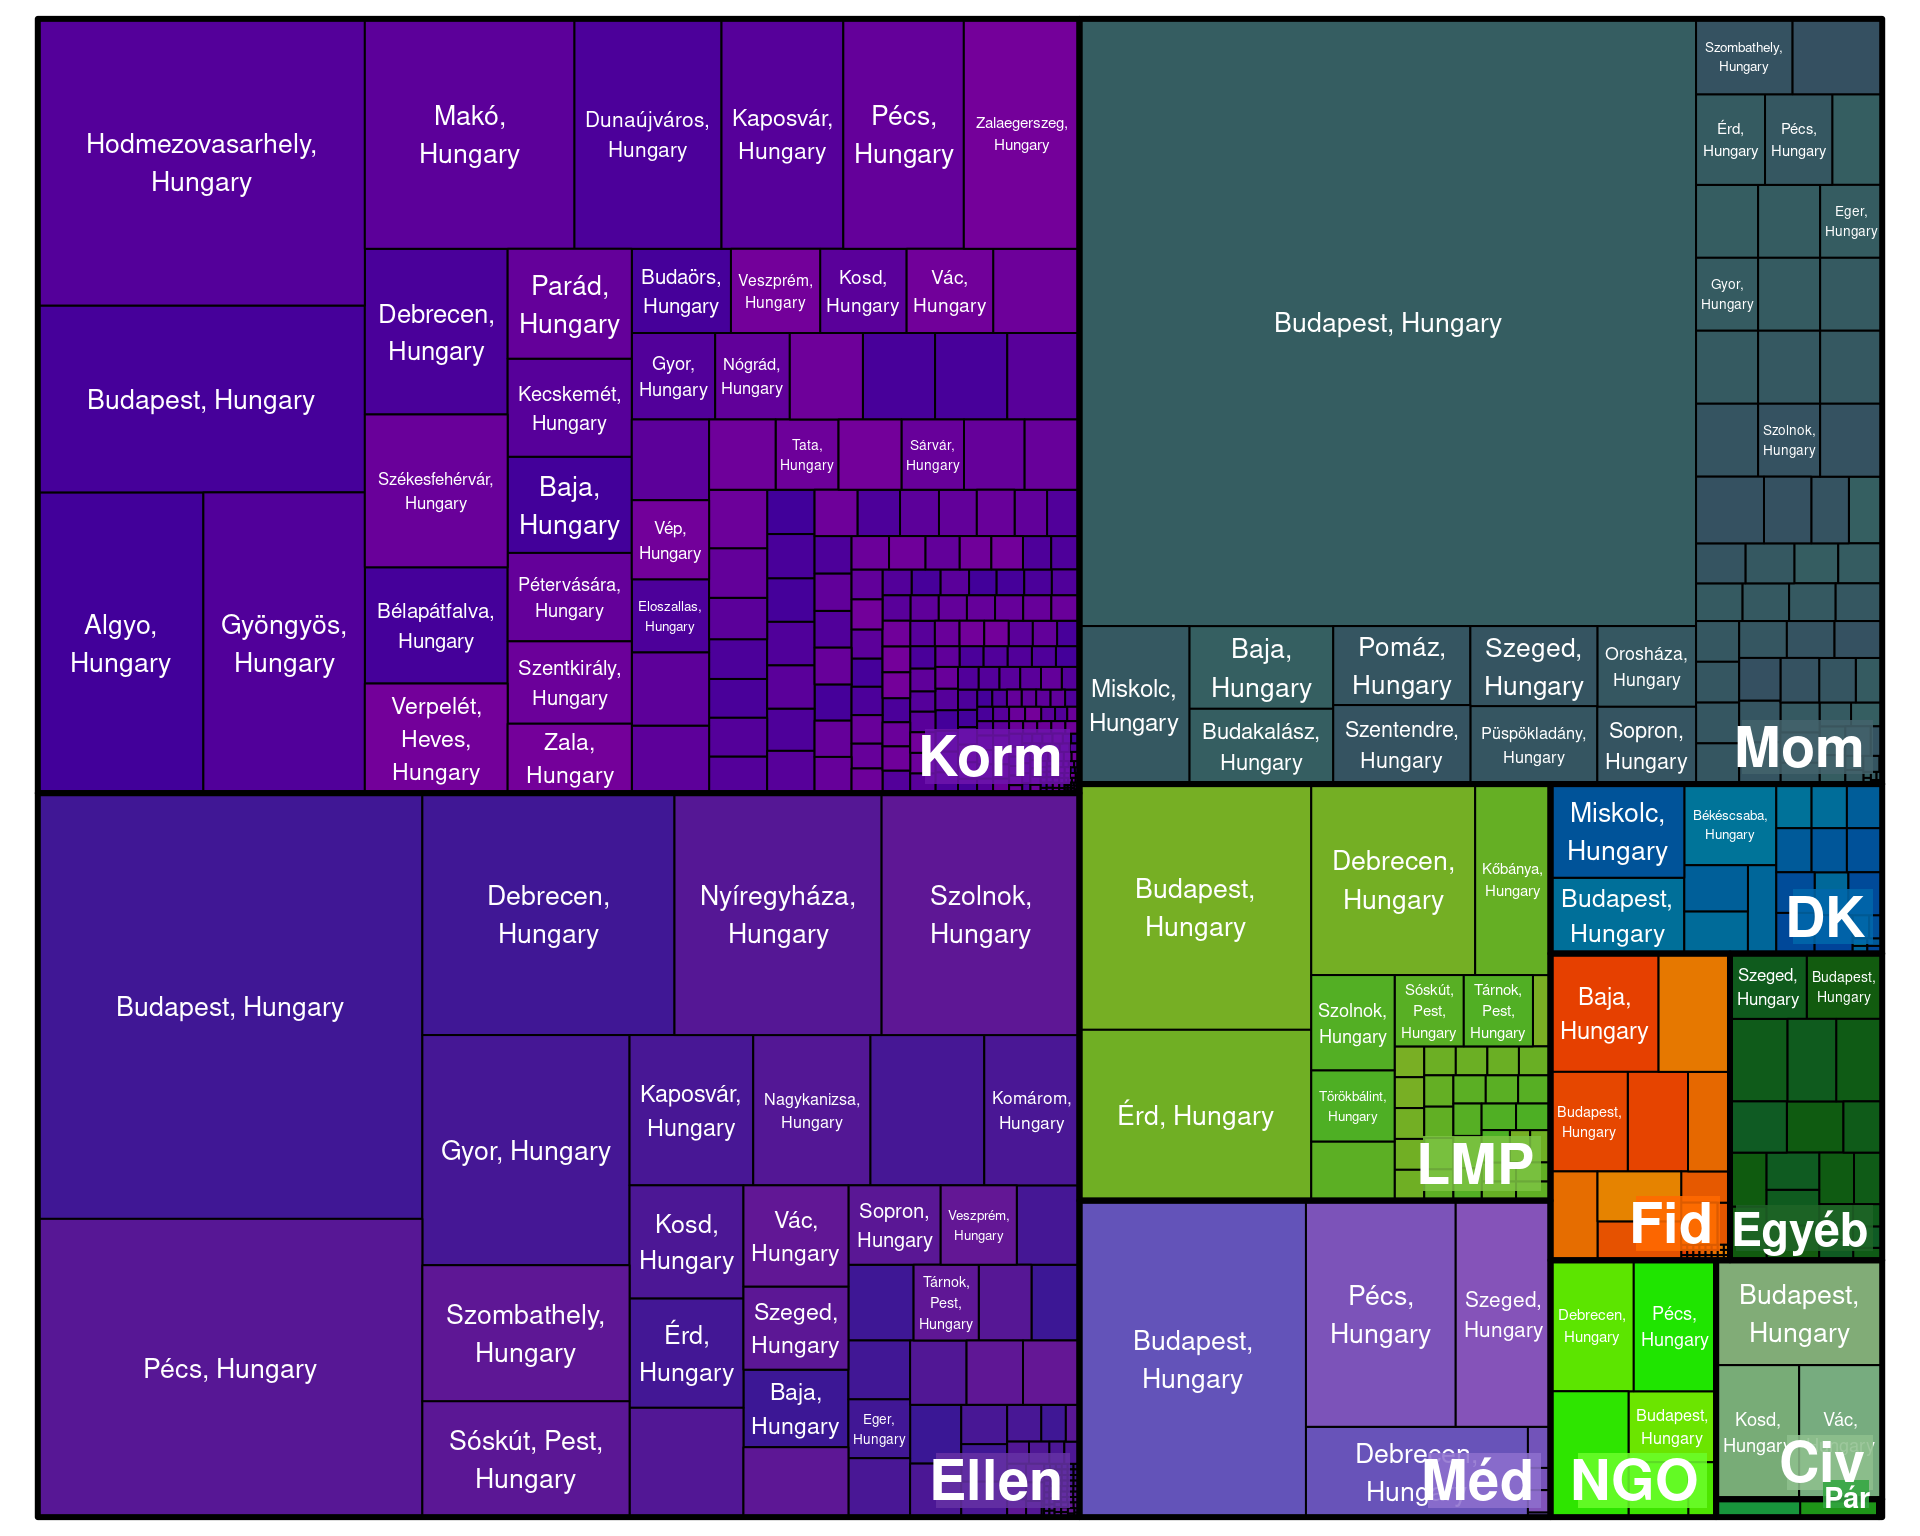 Hodmezovasarhely,
Hungary
Budapest, Hungary
Algyo,
Hungary
Gyöngyös,
Hungary
Makó,
Hungary
Dunaújváros,
Hungary
Kaposvár,
Hungary
Pécs,
Hungary
Zalaegerszeg,
Hungary
Debrecen,
Hungary
Székesfehérvár,
Hungary
Bélapátfalva,
Hungary
Verpelét,
Heves,
Hungary
Parád,
Hungary
Kecskemét,
Hungary
Baja,
Hungary
Pétervására,
Hungary
Szentkirály,
Hungary
Zala,
Hungary
Budaörs,
Hungary
Veszprém,
Hungary
Kosd,
Hungary
Vác,
Hungary
Gyor,
Hungary
Nógrád,
Hungary
Tata,
Hungary
Sárvár,
Hungary
Vép,
Hungary
Eloszallas,
Hungary
Korm
Budapest, Hungary
Miskolc,
Hungary
Baja,
Hungary
Budakalász,
Hungary
Pomáz,
Hungary
Szentendre,
Hungary
Szeged,
Hungary
Püspökladány,
Hungary
Orosháza,
Hungary
Sopron,
Hungary
Szombathely,
Hungary
Érd,
Hungary
Pécs,
Hungary
Eger,
Hungary
Gyor,
Hungary
Szolnok,
Hungary
Mom
Budapest, Hungary
Pécs, Hungary
Debrecen,
Hungary
Nyíregyháza,
Hungary
Szolnok,
Hungary
Gyor, Hungary
Szombathely,
Hungary
Sóskút, Pest,
Hungary
Kaposvár,
Hungary
Nagykanizsa,
Hungary
Komárom,
Hungary
Kosd,
Hungary
Érd,
Hungary
Vác,
Hungary
Szeged,
Hungary
Baja,
Hungary
Sopron,
Hungary
Veszprém,
Hungary
Tárnok,
Pest,
Hungary
Eger,
Hungary
Ellen
Budapest,
Hungary
Érd, Hungary
Debrecen,
Hungary
Kőbánya,
Hungary
Szolnok,
Hungary
Törökbálint,
Hungary
Sóskút,
Pest,
Hungary
Tárnok,
Pest,
Hungary
LMP
Budapest,
Hungary
Pécs,
Hungary
Szeged,
Hungary
Debrecen,
Hungary
Méd
Miskolc,
Hungary
Budapest,
Hungary
Békéscsaba,
Hungary
DK
Baja,
Hungary
Budapest,
Hungary
Fid
Szeged,
Hungary
Budapest,
Hungary
Egyéb
Debrecen,
Hungary
Pécs,
Hungary
Budapest,
Hungary
NGO
Budapest,
Hungary
Kosd,
Hungary
Vác,
Hungary
Civ
Pár